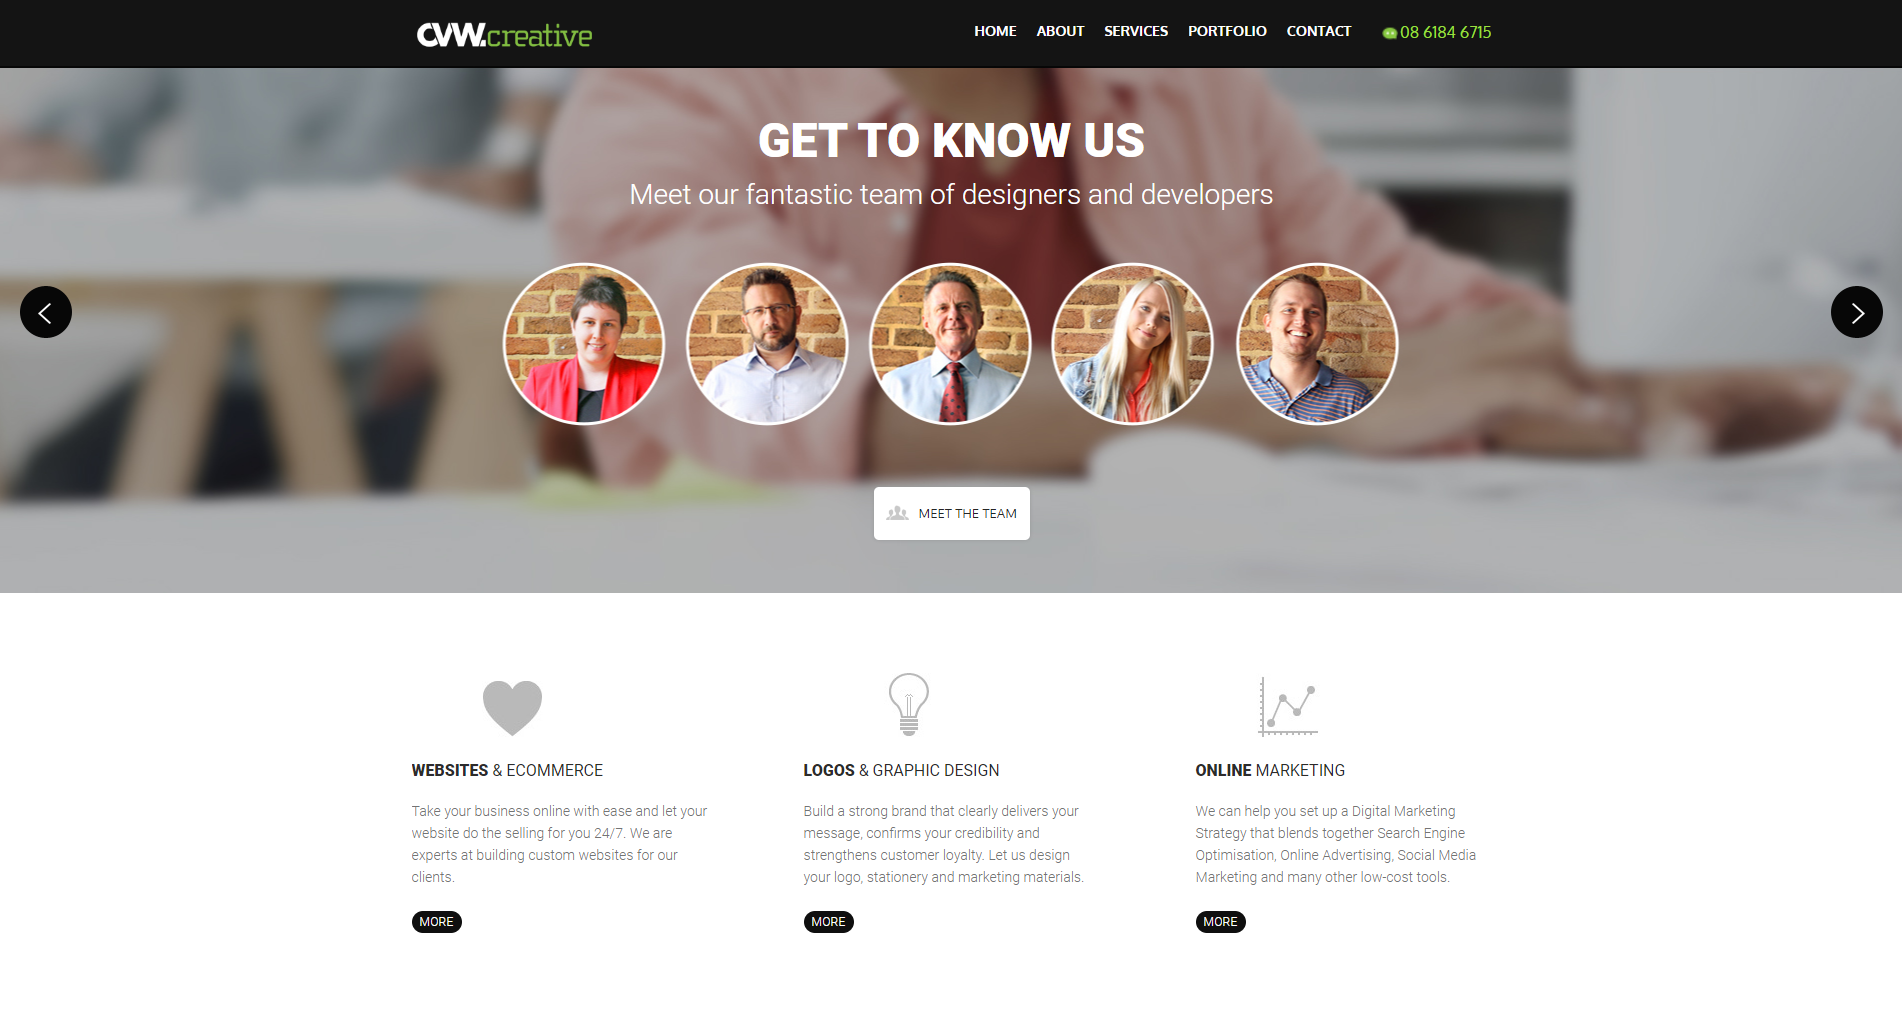 CVW.creative
HOME ABOUT SERVICES PORTFOLIO CONTACT 08 6184 6715
GET TO KNOW US
Meet our fantastic team of designers and developers
MEET THE TEAM
WEBSITES & ECOMMERCE
Take your business online with ease and let your
website do the selling for you 24/7. We are
experts at building custom websites for our
clients.
MORE
LOGOS & GRAPHIC DESIGN
Build a strong brand that clearly delivers your
message, confirms your credibility and
strengthens customer loyalty. Let us design
your logo, stationery and marketing materials.
MORE
ONLINE MARKETING
We can help you set up a Digital Marketing
Strategy that blends together Search Engine
Optimisation, Online Advertising, Social Media
Marketing and many other low-cost tools.
MORE